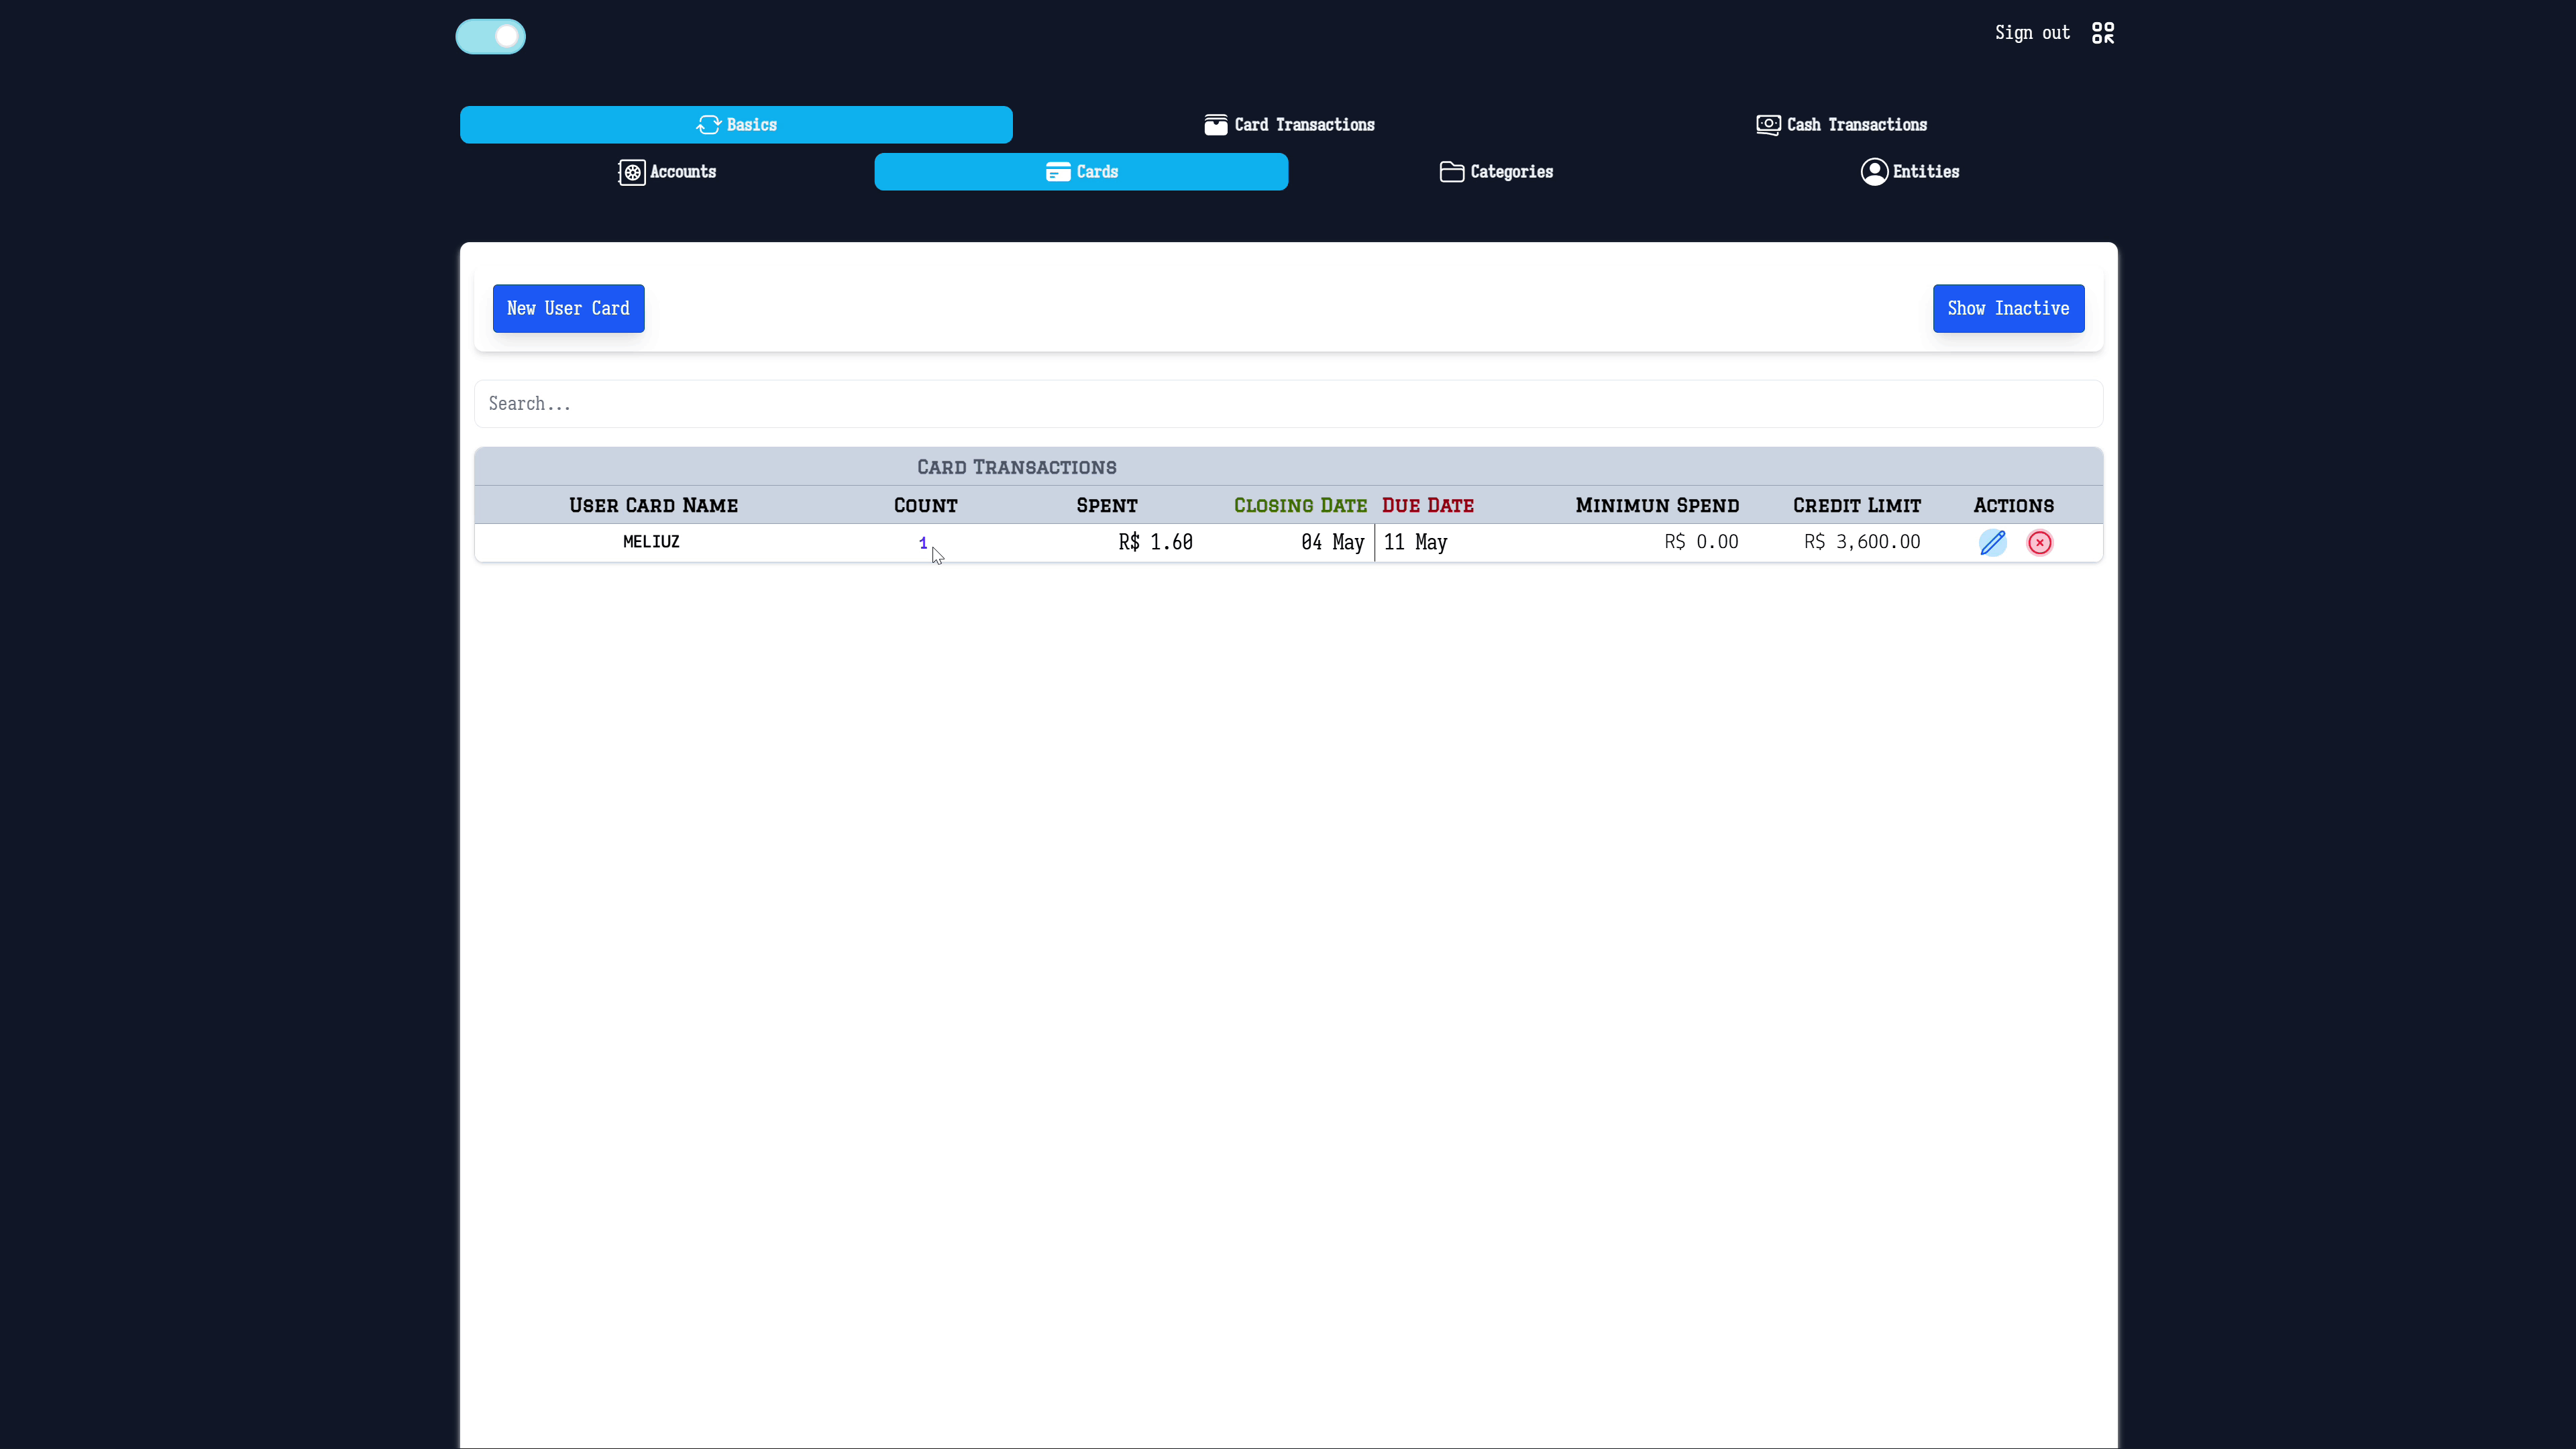 Sign out
Basics
Card Transactions
Cash Transactions
Accounts
Cards
Categories
Entities
New User Card
Show Inactive
Search...
Card Transactions
User Card Name Count Spent Closing Date Due Date Minimun Spend Credit Limit Actions
MELIUZ 1 R$ 1.60 04 May 11 May R$ 0.00 R$ 3,600.00